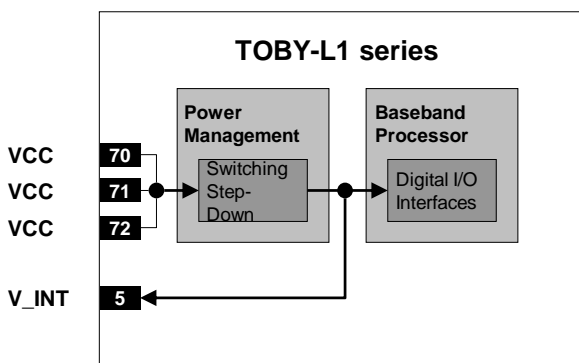 TOBY-L1 series
Power
Management
Baseband
Processor
VCC 70
VCC 71
VCC 72
Switching
Step-
Down
Digital I/O
Interfaces
V_INT 5